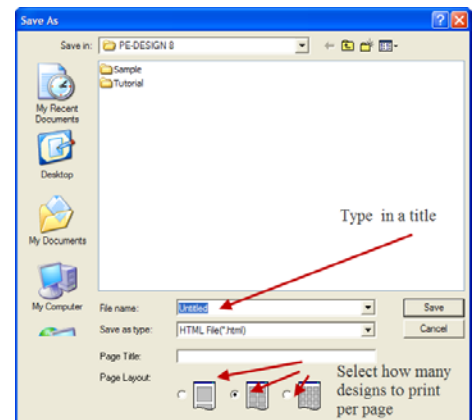 Save As
Save in: PE-DESIGN 8
Sample
Tutorial
My Recent
Documents
Desktop
My Documents
My Computer
Type in a title
File name: Untitled Save
Save as type: HTML File(*.html) Cancel
Page Title:
Page Layout:
Select how many
designs to print
per page